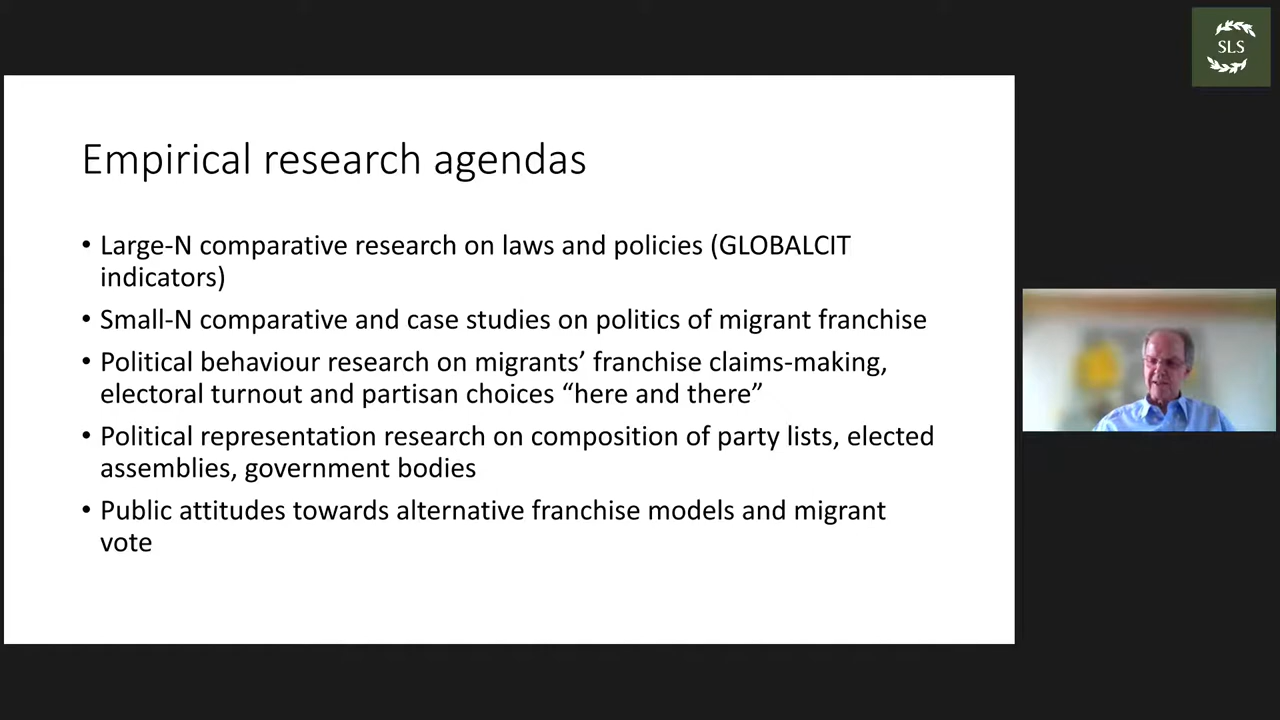 SLS
Empirical research agendas
• Large-N comparative research on laws and policies (GLOBALCIT
indicators)
• Small-N comparative and case studies on politics of migrant franchise
• Political behaviour research on migrants’ franchise claims-making,
electoral turnout and partisan choices “here and there”
• Political representation research on composition of party lists, elected
assemblies, government bodies
• Public attitudes towards alternative franchise models and migrant
vote